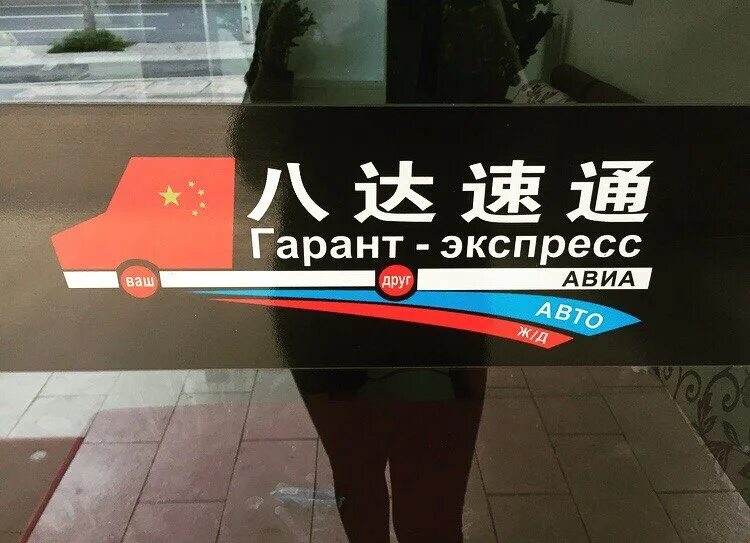 八达速通
Гарант - экспресс
ваш друг АВИА
АВТО
Ж/Д